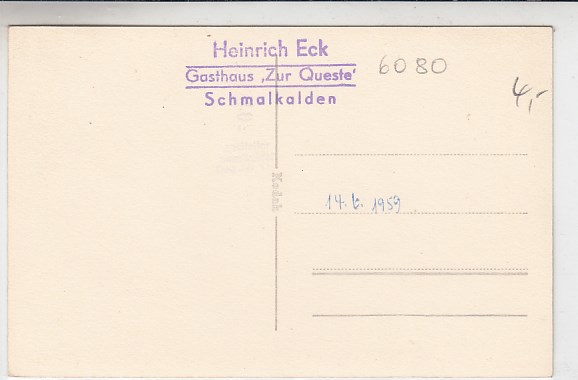 Heinrich Eck
Gasthaus ‚Zur Queste'
Schmalkalden
6080
4,-
Kodak
14. 6. 1959